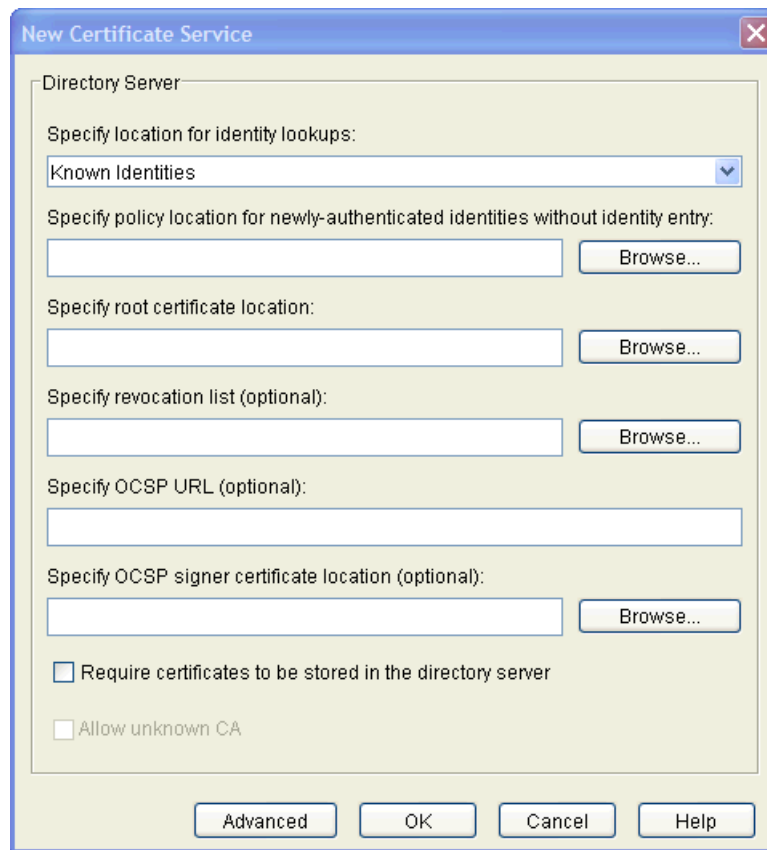 New Certificate Service
Directory Server
Specify location for identity lookups:
Known Identities
Specify policy location for newly-authenticated identities without identity entry:
Browse...
Specify root certificate location:
Browse...
Specify revocation list (optional):
Browse...
Specify OCSP URL (optional):
Specify OCSP signer certificate location (optional):
Browse...
Require certificates to be stored in the directory server
Allow unknown CA
Advanced OK Cancel Help